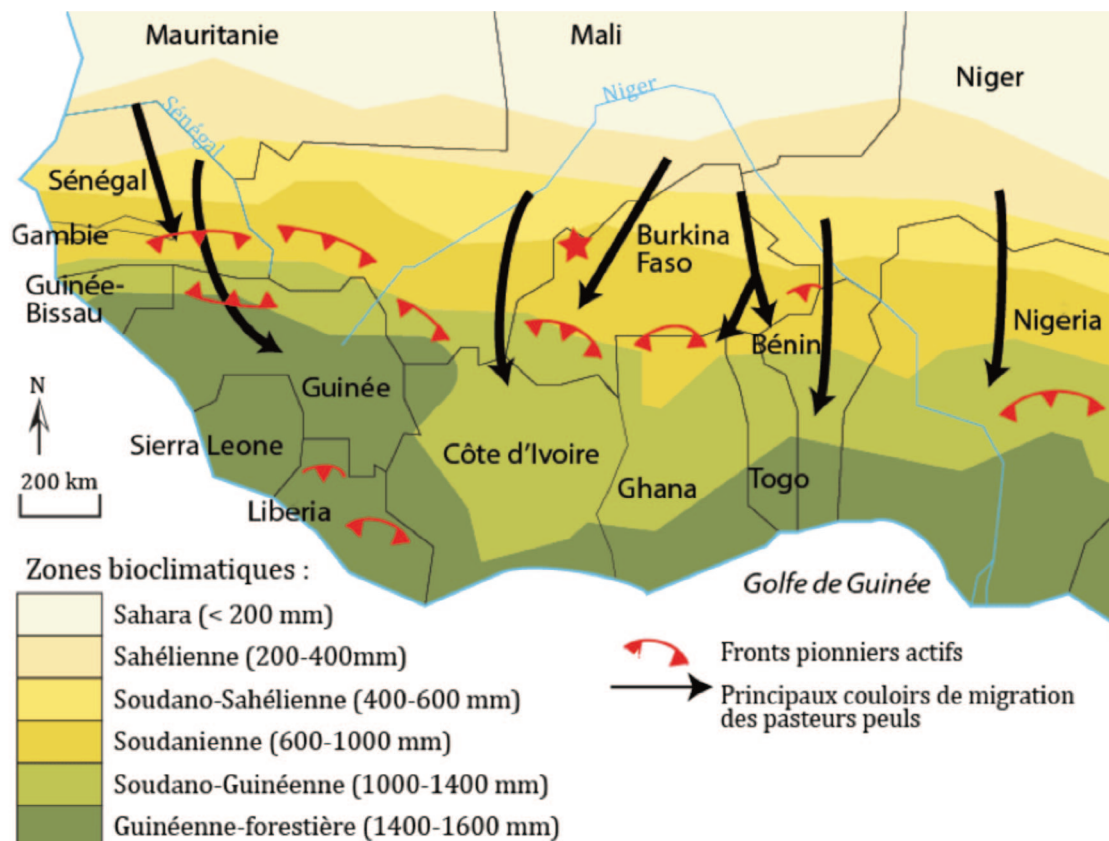 Mauritanie
Mali
Niger
Niger
Sénégal
Sénégal
Gambie
Burkina
Faso
Guinée-
Bissau
Nigeria
Bénin
Guinée
N
Sierra Leone
Côte d'Ivoire
200 km
Ghana
Togo
Liberia
Golfe de Guinée
Zones bioclimatiques :
Sahara (< 200 mm)
Sahélienne (200-400mm)
Soudano-Sahélienne (400-600 mm)
Soudanienne (600-1000 mm)
Soudano-Guinéenne (1000-1400 mm)
Guinéenne-forestière (1400-1600 mm)
Fronts pionniers actifs
Principaux couloirs de migration
des pasteurs peuls